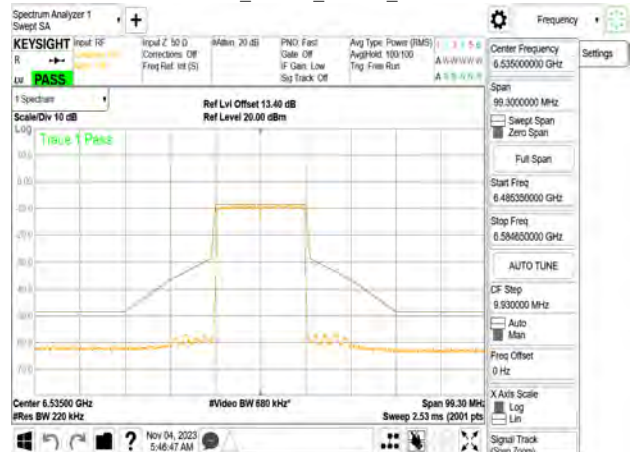 Spectrum Analyzer 1
Swept SA
Frequency
KEYSIGHT Input: RF
Input Z: 50 Ω
Corrections: Off
Freq Ref: Int (S)
#Atten: 20 dB
PNO: Fast
Gate: Off
IF Gain: Low
Sig Track: Off
Avg Type: Power (RMS)
Avg|Hold: 100/100
Trig: Free Run
PASS
Center Frequency
6.535000000 GHz
Settings
Span
99.3000000 MHz
Swept Span
Zero Span
Full Span
Start Freq
6.485350000 GHz
Stop Freq
6.584650000 GHz
AUTO TUNE
CF Step
9.930000 MHz
Auto
Man
Freq Offset
0 Hz
X Axis Scale
Log
Lin
Signal Track
(Span Zoom)
1 Spectrum
Scale/Div 10 dB
Ref Lvl Offset 13.40 dB
Ref Level 20.00 dBm
Log
Trace 1 Pass
10.0
0.00
Center 6.53500 GHz
#Res BW 220 kHz
#Video BW 680 kHz*
Span 99.30 MHz
Sweep 2.53 ms (2001 pts
?
Nov 04, 2023
5:46:47 AM